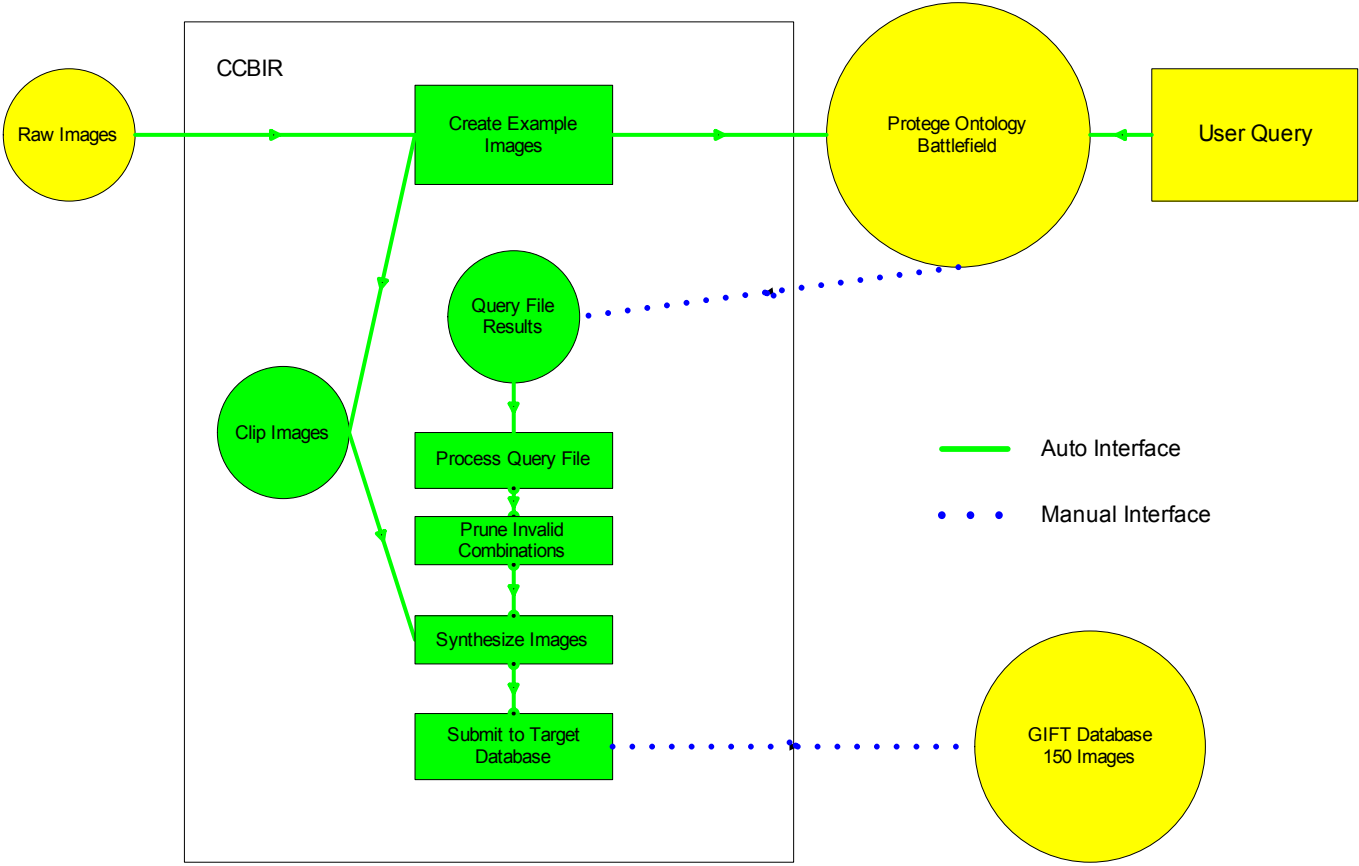 CCBIR
Raw Images
Create Example
Images
Protege Ontology
Battlefield
User Query
Query File
Results
Clip Images
Process Query File
Prune Invalid
Combinations
Synthesize Images
Submit to Target
Database
Auto Interface
Manual Interface
GIFT Database
150 Images